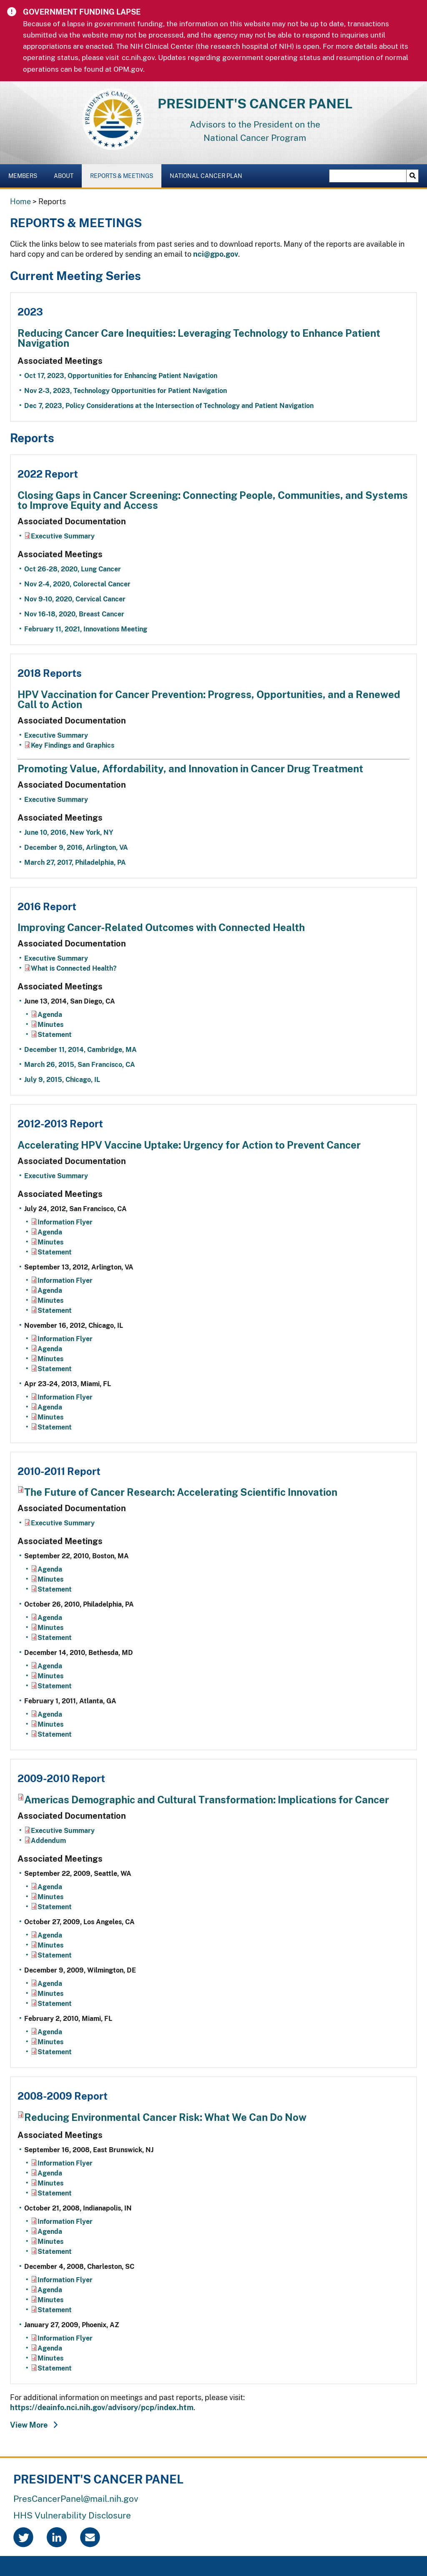 GOVERNMENT FUNDING LAPSE
Because of a lapse in government funding, the information on this website may not be up to date, transactions
submitted via the website may not be processed, and the agency may not be able to respond to inquiries until
appropriations are enacted. The NIH Clinical Center (the research hospital of NIH) is open. For more details about its
operating status, please visit cc.nih.gov. Updates regarding government operating status and resumption of normal
operations can be found at OPM.gov.
PRESIDENT'S CANCER PANEL
Advisors to the President on the
National Cancer Program
MEMBERS ABOUT REPORTS & MEETINGS NATIONAL CANCER PLAN
Home > Reports
REPORTS & MEETINGS
Click the links below to see materials from past series and to download reports. Many of the reports are available in
hard copy and can be ordered by sending an email to nci@gpo.gov.
Current Meeting Series
2023
Reducing Cancer Care Inequities: Leveraging Technology to Enhance Patient
Navigation
Associated Meetings
• Oct 17, 2023, Opportunities for Enhancing Patient Navigation
• Nov 2-3, 2023, Technology Opportunities for Patient Navigation
• Dec 7, 2023, Policy Considerations at the Intersection of Technology and Patient Navigation
Reports
2022 Report
Closing Gaps in Cancer Screening: Connecting People, Communities, and Systems
to Improve Equity and Access
Associated Documentation
• Executive Summary
Associated Meetings
• Oct 26-28, 2020, Lung Cancer
• Nov 2-4, 2020, Colorectal Cancer
• Nov 9-10, 2020, Cervical Cancer
• Nov 16-18, 2020, Breast Cancer
• February 11, 2021, Innovations Meeting
2018 Reports
HPV Vaccination for Cancer Prevention: Progress, Opportunities, and a Renewed
Call to Action
Associated Documentation
• Executive Summary
• Key Findings and Graphics
Promoting Value, Affordability, and Innovation in Cancer Drug Treatment
Associated Documentation
• Executive Summary
Associated Meetings
• June 10, 2016, New York, NY
• December 9, 2016, Arlington, VA
• March 27, 2017, Philadelphia, PA
2016 Report
Improving Cancer-Related Outcomes with Connected Health
Associated Documentation
• Executive Summary
• What is Connected Health?
Associated Meetings
• June 13, 2014, San Diego, CA
• Agenda
• Minutes
• Statement
• December 11, 2014, Cambridge, MA
• March 26, 2015, San Francisco, CA
• July 9, 2015, Chicago, IL
2012-2013 Report
Accelerating HPV Vaccine Uptake: Urgency for Action to Prevent Cancer
Associated Documentation
• Executive Summary
Associated Meetings
• July 24, 2012, San Francisco, CA
• Information Flyer
• Agenda
• Minutes
• Statement
• September 13, 2012, Arlington, VA
• Information Flyer
• Agenda
• Minutes
• Statement
• November 16, 2012, Chicago, IL
• Information Flyer
• Agenda
• Minutes
• Statement
• Apr 23-24, 2013, Miami, FL
• Information Flyer
• Agenda
• Minutes
• Statement
2010-2011 Report
The Future of Cancer Research: Accelerating Scientific Innovation
Associated Documentation
• Executive Summary
Associated Meetings
• September 22, 2010, Boston, MA
• Agenda
• Minutes
• Statement
• October 26, 2010, Philadelphia, PA
• Agenda
• Minutes
• Statement
• December 14, 2010, Bethesda, MD
• Agenda
• Minutes
• Statement
• February 1, 2011, Atlanta, GA
• Agenda
• Minutes
• Statement
2009-2010 Report
Americas Demographic and Cultural Transformation: Implications for Cancer
Associated Documentation
• Executive Summary
• Addendum
Associated Meetings
• September 22, 2009, Seattle, WA
• Agenda
• Minutes
• Statement
• October 27, 2009, Los Angeles, CA
• Agenda
• Minutes
• Statement
• December 9, 2009, Wilmington, DE
• Agenda
• Minutes
• Statement
• February 2, 2010, Miami, FL
• Agenda
• Minutes
• Statement
2008-2009 Report
Reducing Environmental Cancer Risk: What We Can Do Now
Associated Meetings
• September 16, 2008, East Brunswick, NJ
• Information Flyer
• Agenda
• Minutes
• Statement
• October 21, 2008, Indianapolis, IN
• Information Flyer
• Agenda
• Minutes
• Statement
• December 4, 2008, Charleston, SC
• Information Flyer
• Agenda
• Minutes
• Statement
• January 27, 2009, Phoenix, AZ
• Information Flyer
• Agenda
• Minutes
• Statement
For additional information on meetings and past reports, please visit:
https://deainfo.nci.nih.gov/advisory/pcp/index.htm.
View More
PRESIDENT'S CANCER PANEL
PresCancerPanel@mail.nih.gov
HHS Vulnerability Disclosure